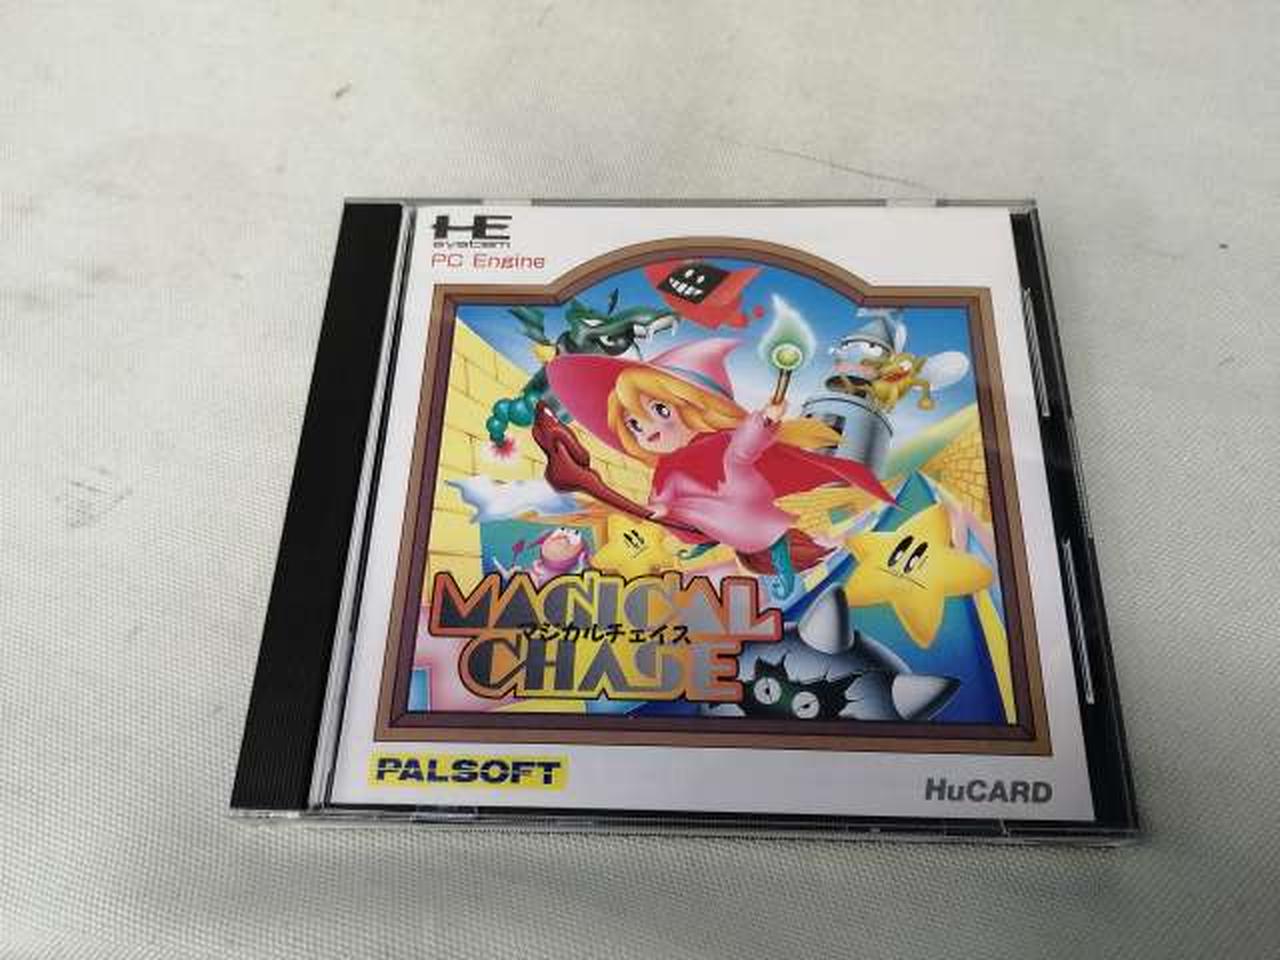 HE
system
PC Engine
MAGICAL
マジカルチェイス
CHASE
PALSOFT
HuCARD